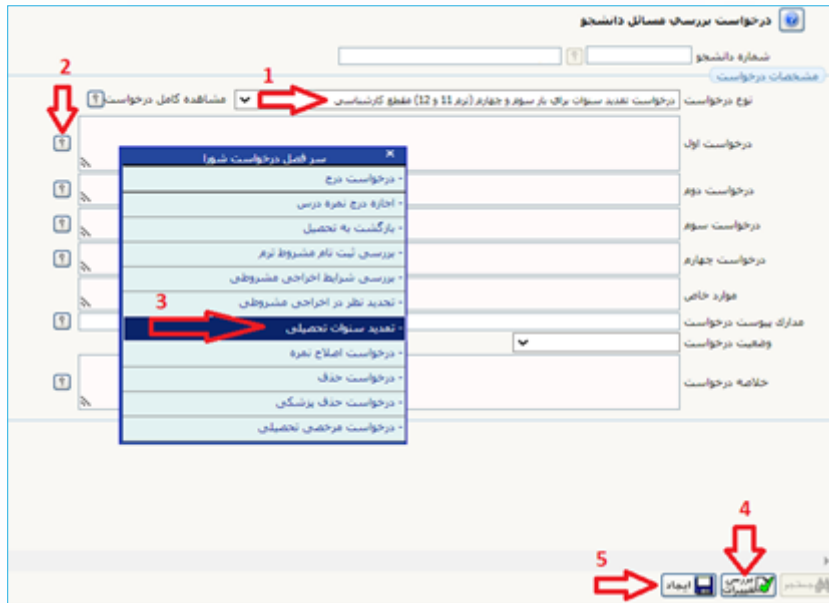 درخواست بررسی مسائل دانشجو
شماره دانشجو
مشخصات درخواست
2
1
نوع درخواست درخواست تمدید سنوات برای بار سوم و چهارم (ترم 11 و 12) مقطع کارشناسی مشاهده کامل درخواست ؟
درخواست اول ؟
سر فصل درخواست شورا ×
- درخواست درج
درخواست دوم ؟
- اجازه درج نمره درس
درخواست سوم ؟
- بازگشت به تحصیل
- بررسی ثبت نام مشروط ترم
درخواست چهارم ؟
- بررسی شرایط اخراجی مشروطی
موارد خاص
- تجدید نظر در اخراجی مشروطی
3
مدارک پیوست درخواست ؟
- تمدید سنوات تحصیلی
وضعیت درخواست
- درخواست اصلاح نمره
- درخواست حذف
خلاصه درخواست ؟
- درخواست حذف پزشکی
- درخواست مرخصی تحصیلی
4
5
جستجو بررسی تغییرات ایجاد